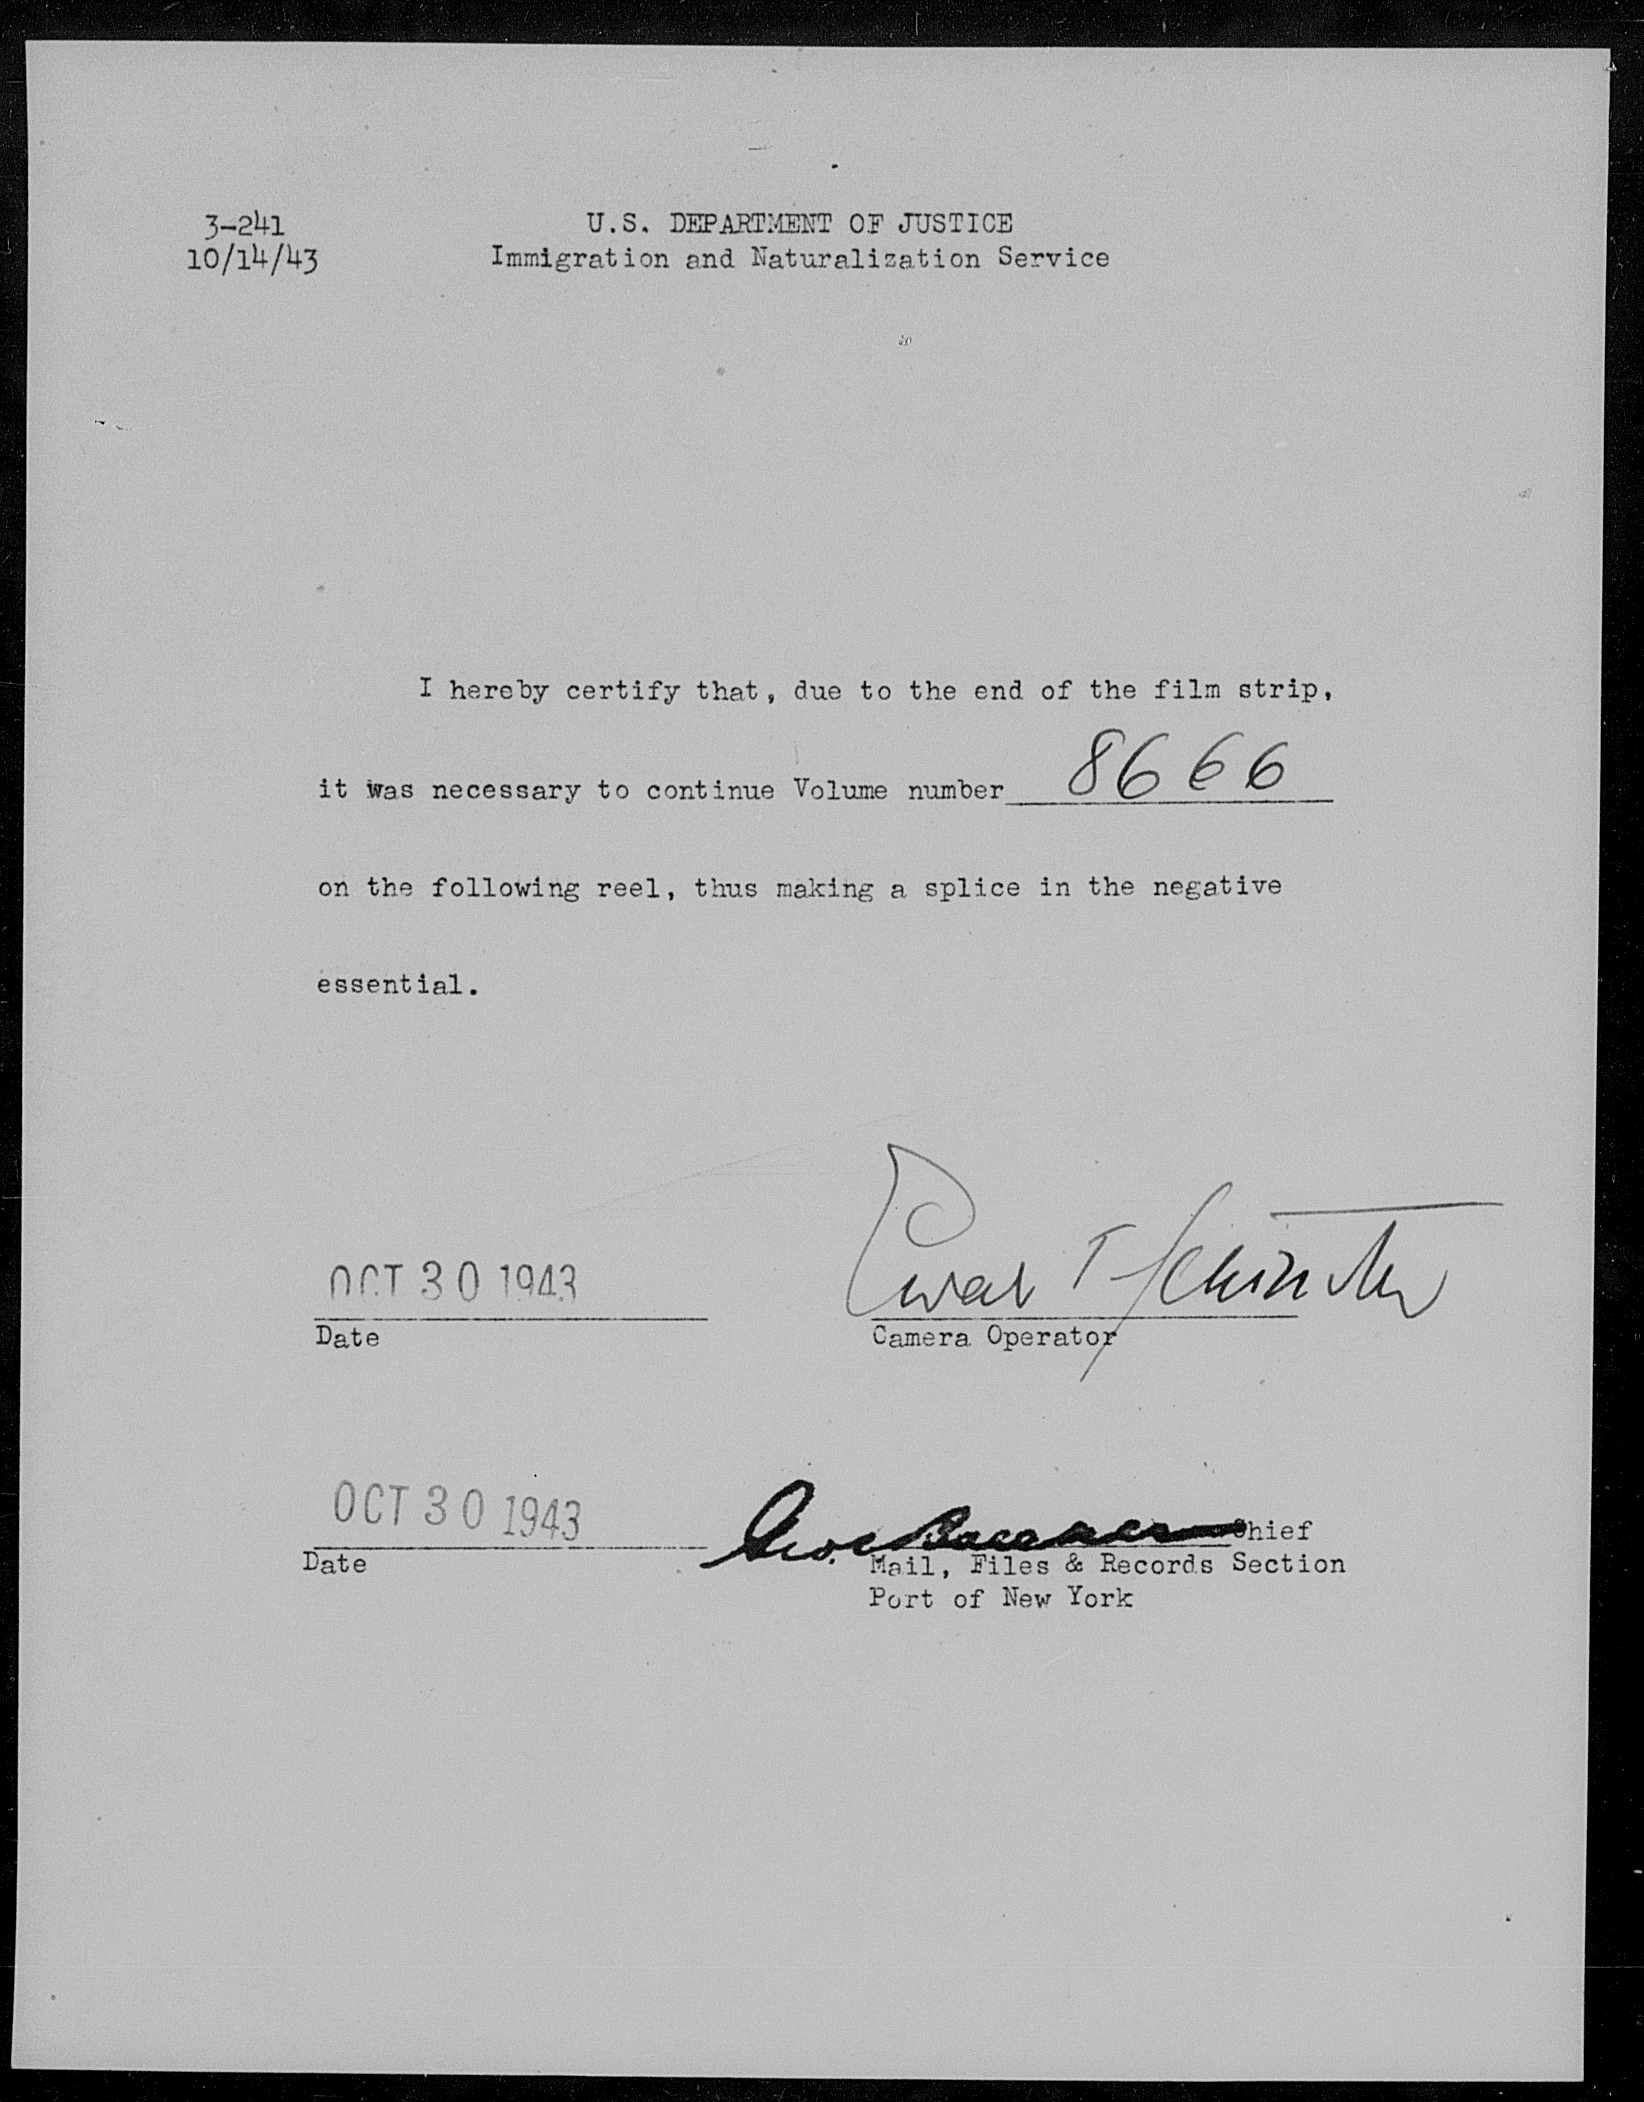 3-241
10/14/43
U.S. DEPARTMENT OF JUSTICE
Immigration and Naturalization Service
I hereby certify that, due to the end of the film strip,
it was necessary to continue Volume number 8666
on the following reel, thus making a splice in the negative
essential.
OCT 30 1943
Date
Camera Operator
OCT 30 1943
Date
Geo.
Chief
Mail, Files & Records Section
Port of New York